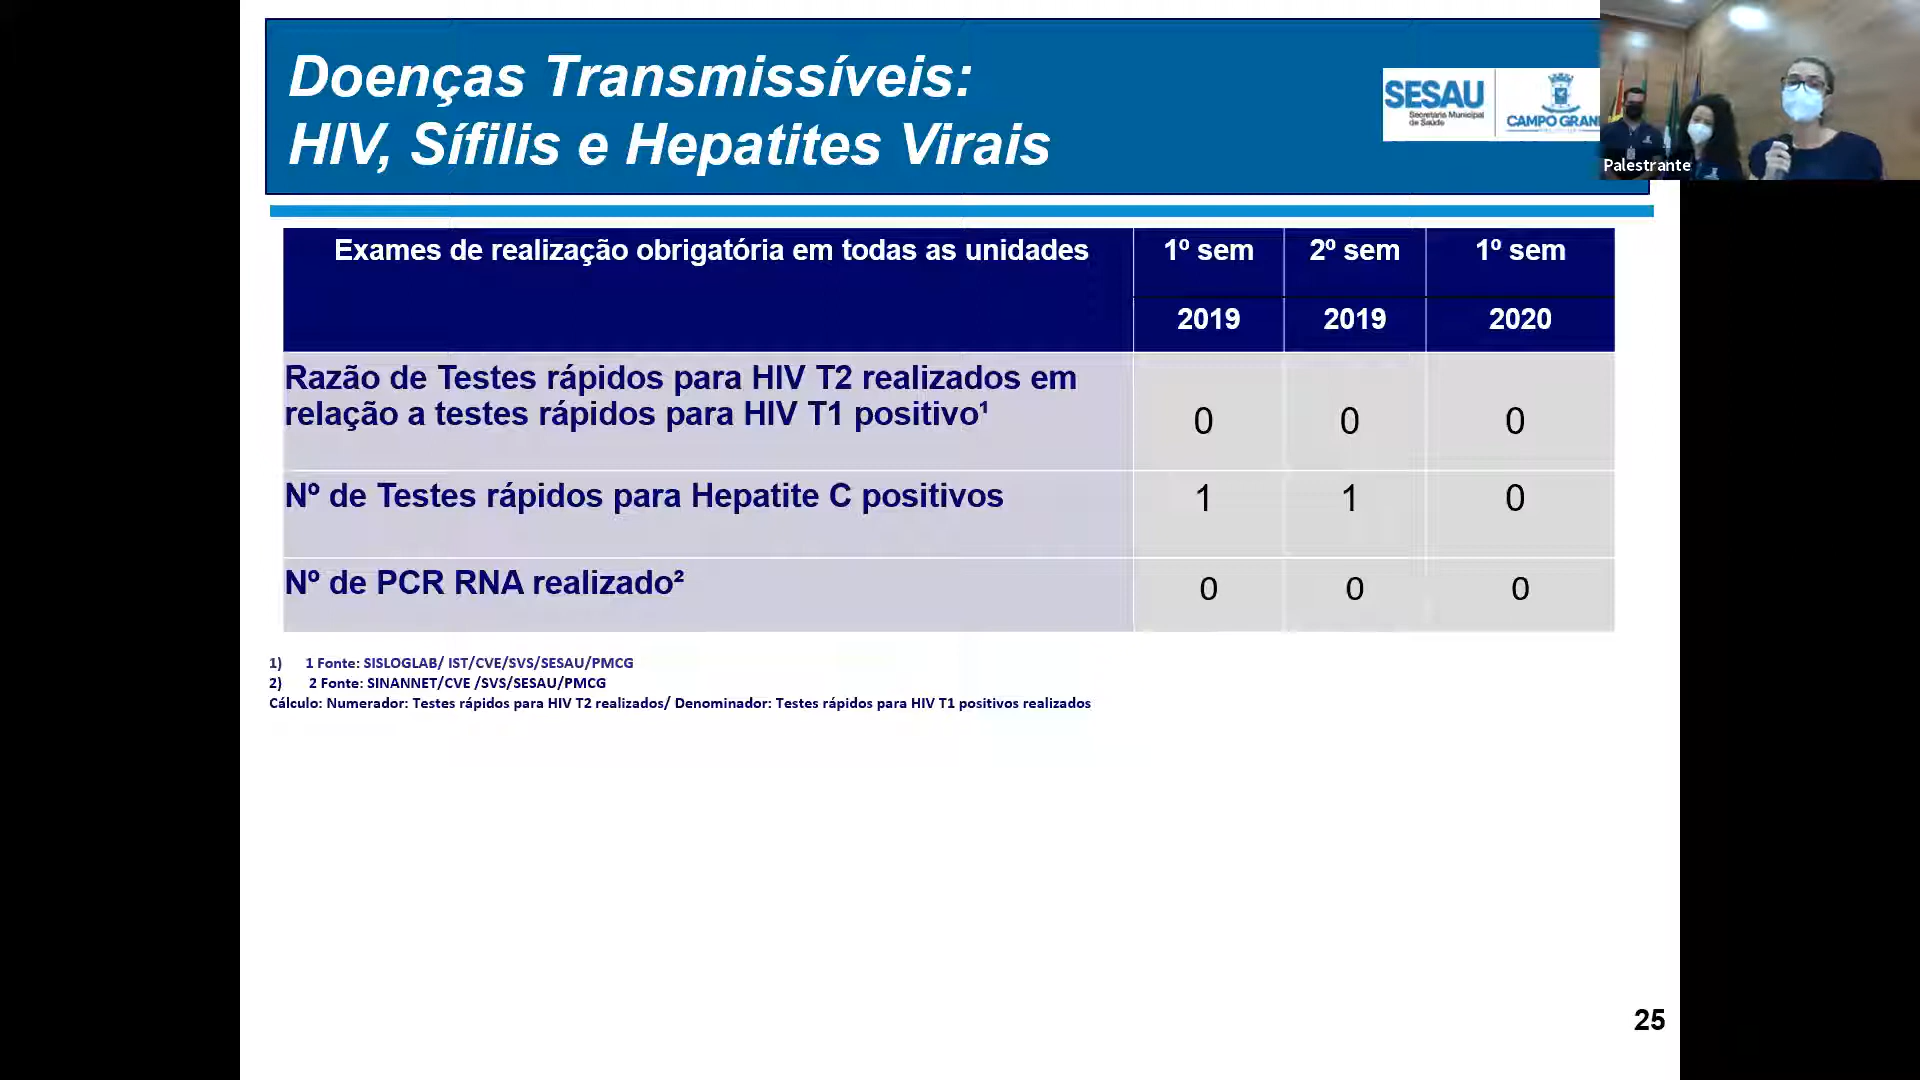 Doenças Transmissíveis:
HIV, Sífilis e Hepatites Virais
SESAU
Secretaria Municipal
de Saúde
CAMPO GRAN
Palestrante
Exames de realização obrigatória em todas as unidades
1º sem
2º sem
1º sem
2019
2019
2020
Razão de Testes rápidos para HIV T2 realizados em
relação a testes rápidos para HIV T1 positivo¹
0
0
0
Nº de Testes rápidos para Hepatite C positivos
1
1
0
Nº de PCR RNA realizado²
0
0
0
1) 1 Fonte: SISLOGLAB/ IST/CVE/SVS/SESAU/PMCG
2) 2 Fonte: SINANNET/CVE /SVS/SESAU/PMCG
Cálculo: Numerador: Testes rápidos para HIV T2 realizados/ Denominador: Testes rápidos para HIV T1 positivos realizados
25